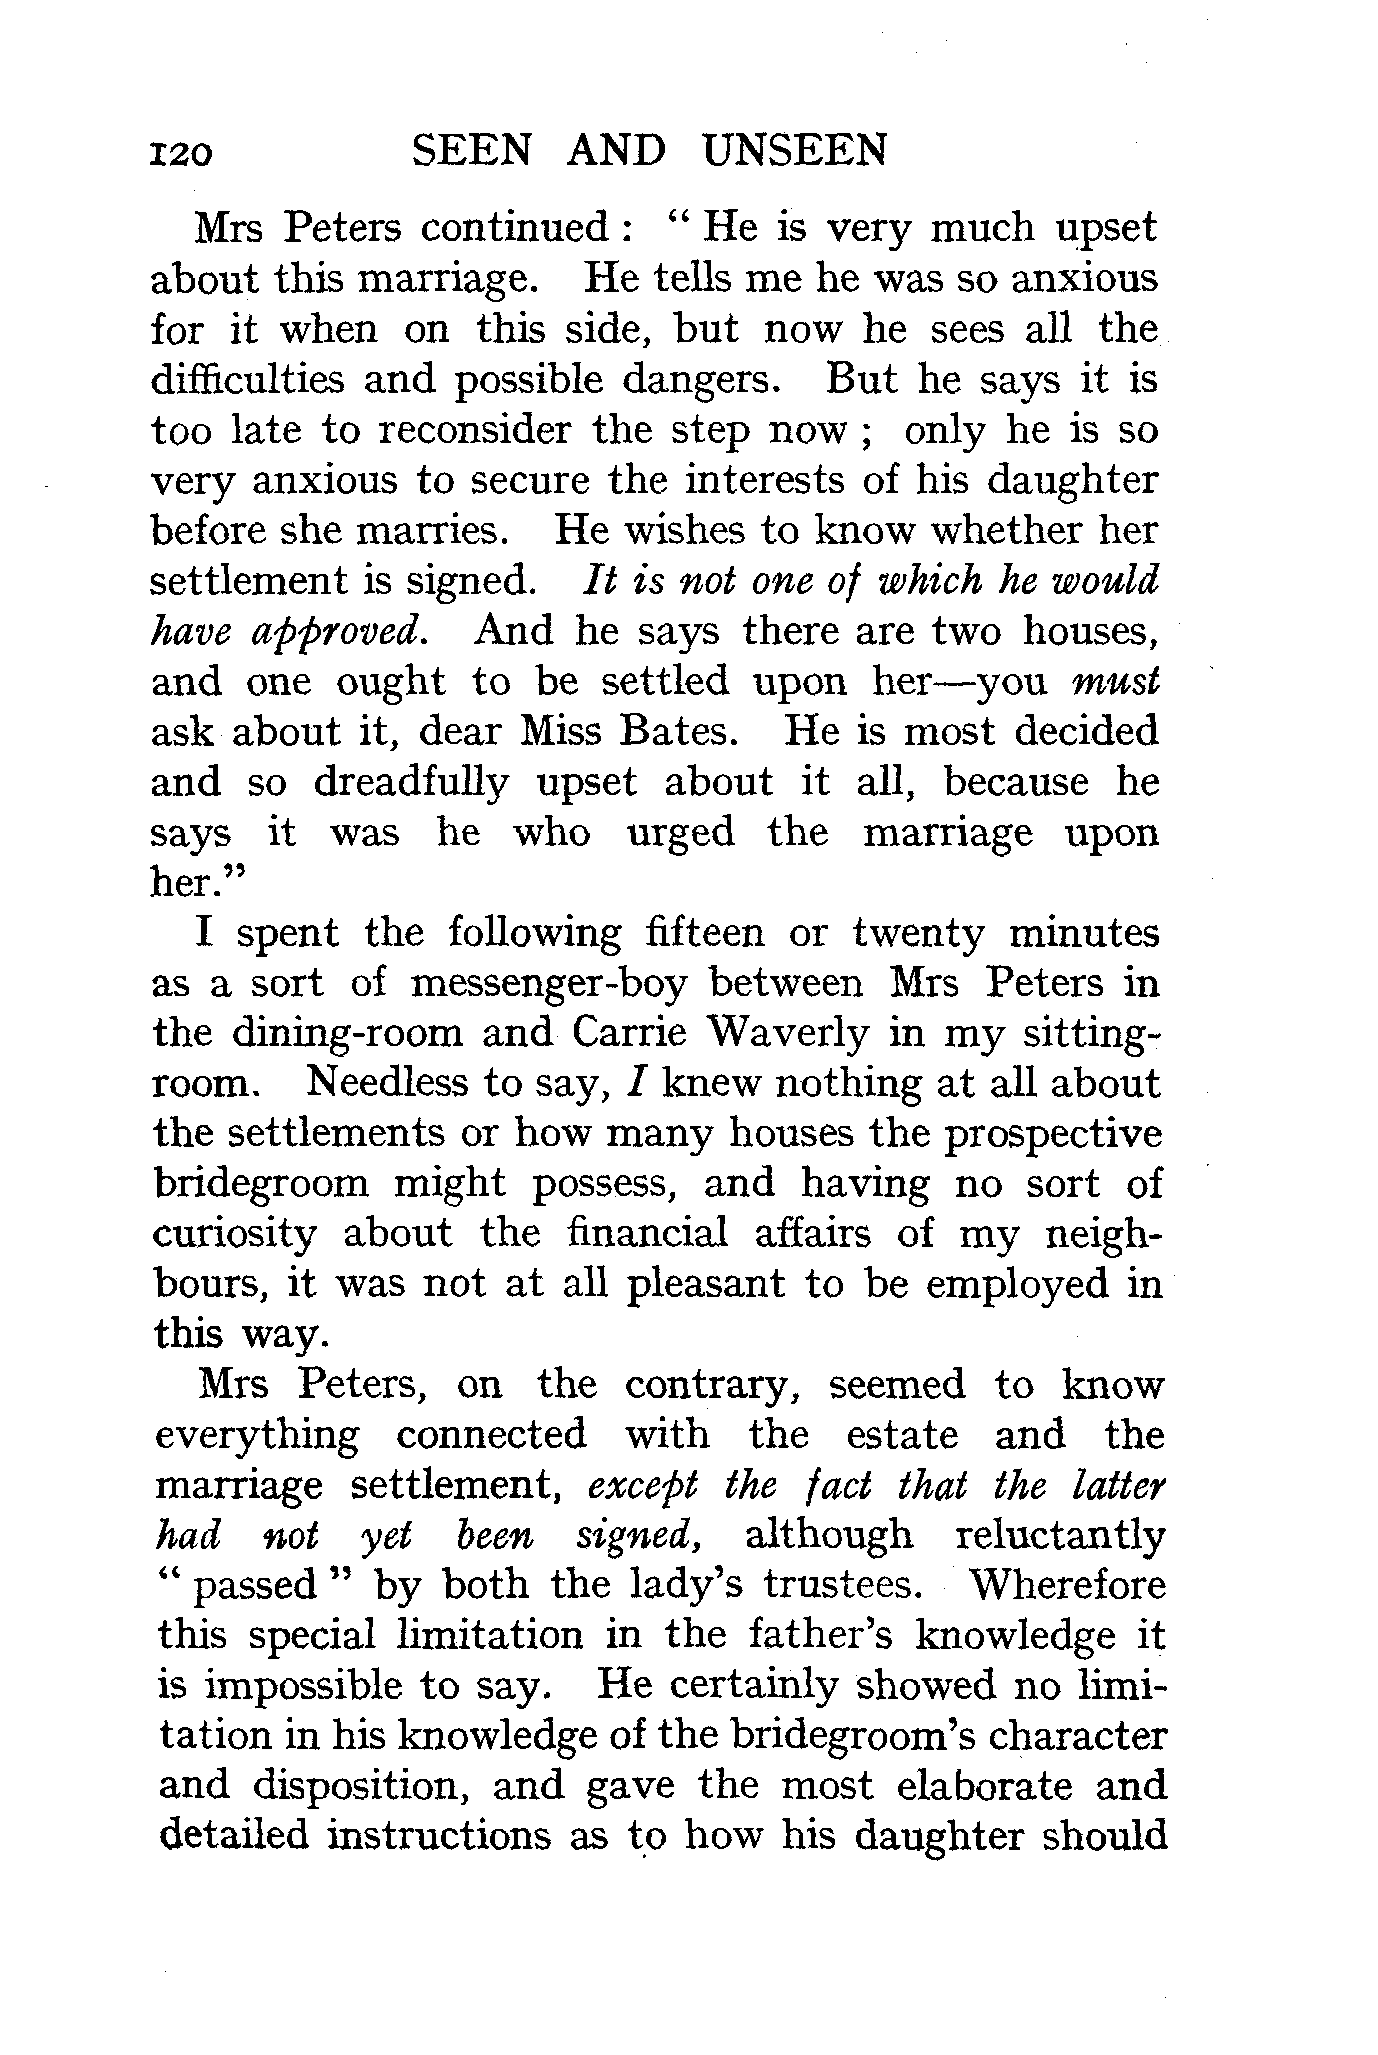 120 SEEN AND UNSEEN
Mrs Peters continued : “ He is very much upset
about this marriage. He tells me he was so anxious
for it when on this side, but now he sees all the
difficulties and possible dangers. But he says it is
too late to reconsider the step now ; only he is so
very anxious to secure the interests of his daughter
before she marries. He wishes to know whether her
settlement is signed. It is not one of which he would
have approved. And he says there are two houses,
and one ought to be settled upon her—you must
ask about it, dear Miss Bates. He is most decided
and so dreadfully upset about it all, because he
says it was he who urged the marriage upon
her.”
I spent the following fifteen or twenty minutes
as a sort of messenger-boy between Mrs Peters in
the dining-room and Carrie Waverly in my sitting-
room. Needless to say, I knew nothing at all about
the settlements or how many houses the prospective
bridegroom might possess, and having no sort of
curiosity about the financial affairs of my neigh-
bours, it was not at all pleasant to be employed in
this way.
Mrs Peters, on the contrary, seemed to know
everything connected with the estate and the
marriage settlement, except the fact that the latter
had not yet been signed, although reluctantly
“ passed ” by both the lady’s trustees. Wherefore
this special limitation in the father’s knowledge it
is impossible to say. He certainly showed no limi-
tation in his knowledge of the bridegroom’s character
and disposition, and gave the most elaborate and
detailed instructions as to how his daughter should